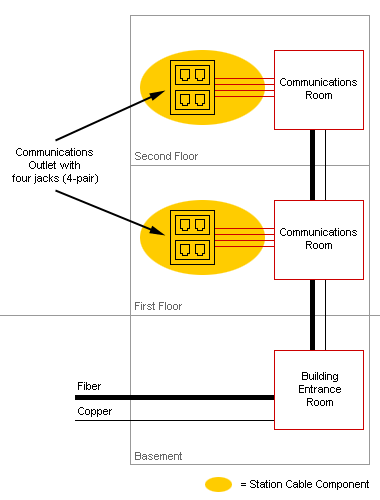 Communications
Room
Second Floor
Communications
Outlet with
four jacks (4-pair)
Communications
Room
First Floor
Building
Entrance
Room
Fiber
Copper
Basement
= Station Cable Component